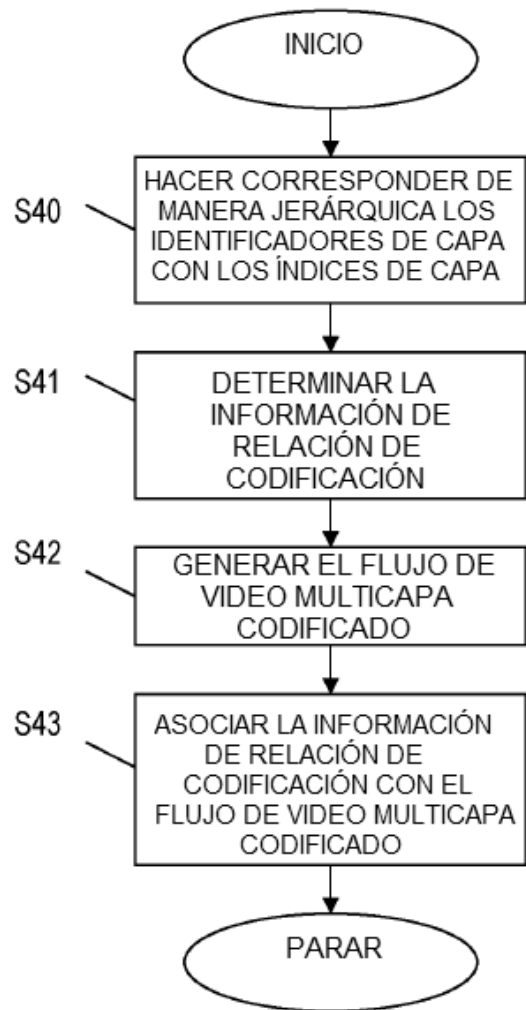 INICIO
S40
HACER CORRESPONDER DE
MANERA JERÁRQUICA LOS
IDENTIFICADORES DE CAPA
CON LOS ÍNDICES DE CAPA
S41
DETERMINAR LA
INFORMACIÓN DE
RELACIÓN DE
CODIFICACIÓN
S42
GENERAR EL FLUJO DE
VIDEO MULTICAPA
CODIFICADO
S43
ASOCIAR LA INFORMACIÓN
DE RELACIÓN DE
CODIFICACIÓN CON EL
FLUJO DE VIDEO MULTICAPA
CODIFICADO
PARAR